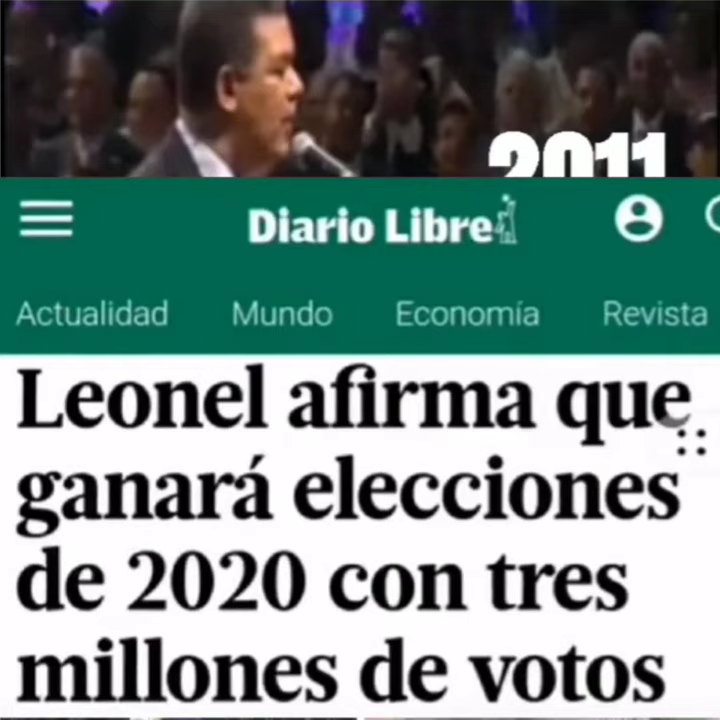 2011
Diario Libre
Actualidad Mundo Economía Revista
Leonel afirma que
ganará elecciones
de 2020 con tres
millones de votos